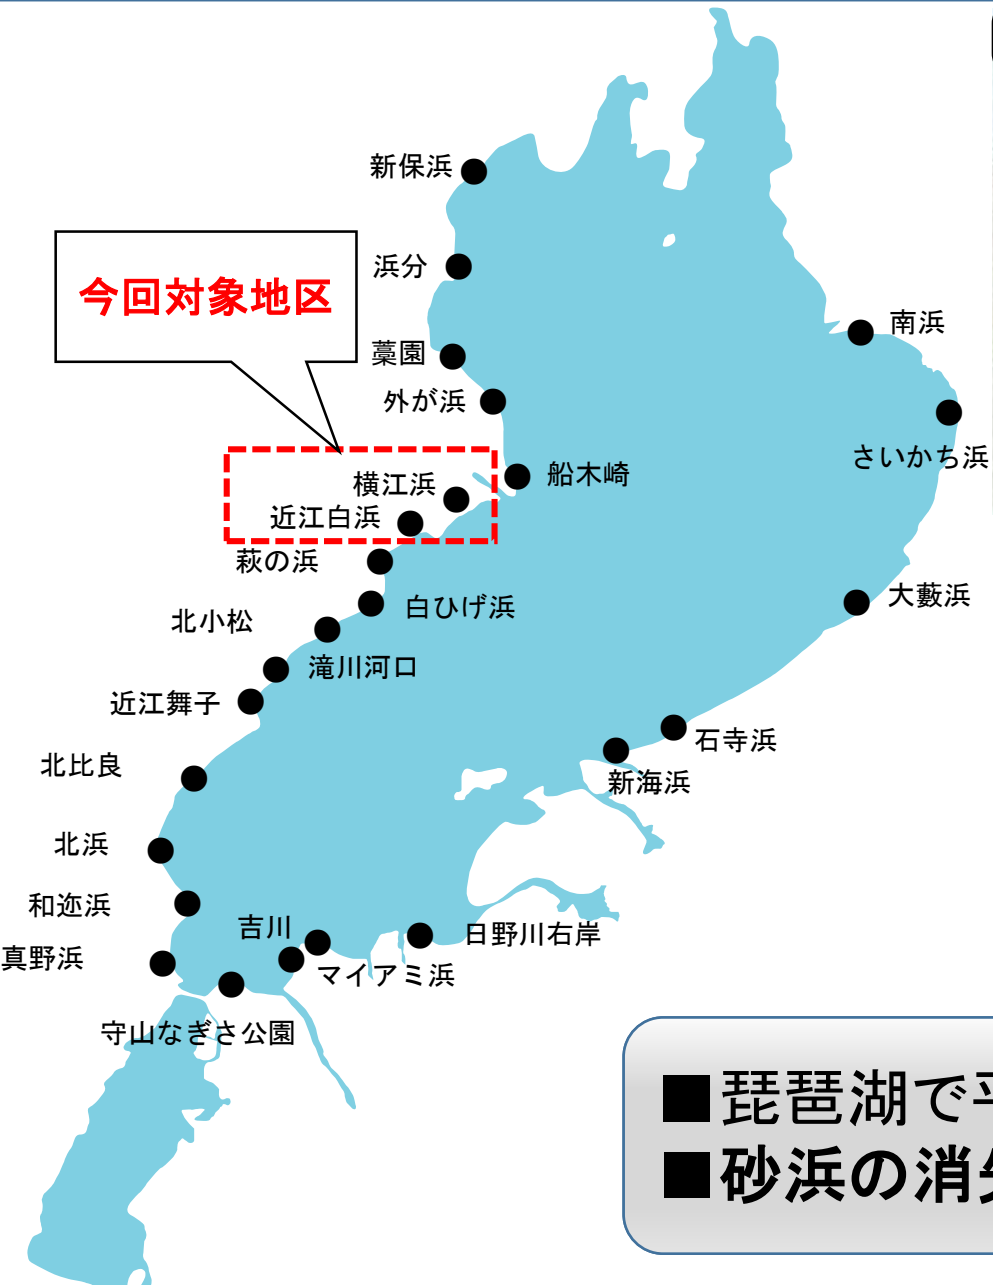 新保浜
浜分
今回対象地区
南浜
藁園
外が浜
さいかち浜
船木崎
横江浜
近江白浜
萩の浜
大藪浜
白ひげ浜
北小松
滝川河口
近江舞子
石寺浜
北比良
新海浜
北浜
和迩浜
吉川
日野川右岸
真野浜
マイアミ浜
守山なぎさ公園
■琵琶湖で
■砂浜の消